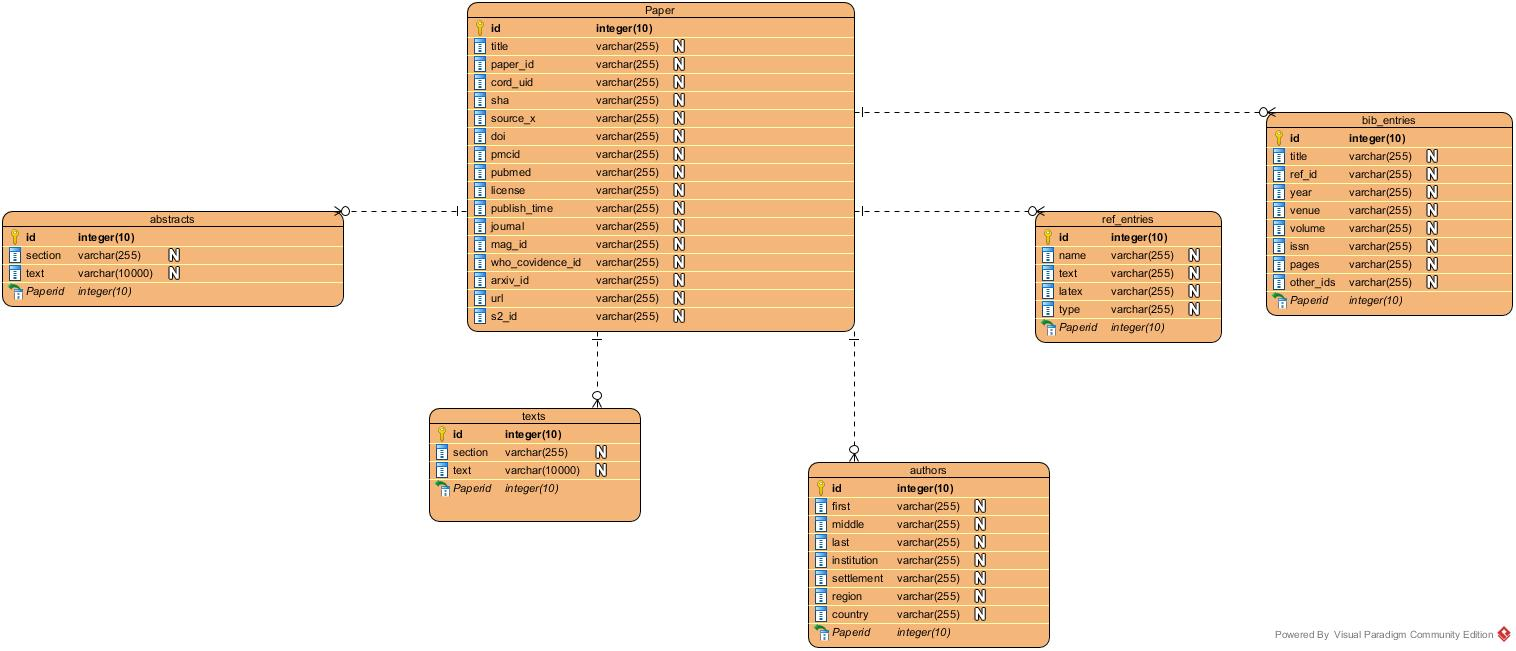 Paper
id integer(10)
title varchar(255) N
paper_id varchar(255) N
cord_uid varchar(255) N
sha varchar(255) N
source_x varchar(255) N
doi varchar(255) N
pmcid varchar(255) N
pubmed varchar(255) N
license varchar(255) N
publish_time varchar(255) N
journal varchar(255) N
mag_id varchar(255) N
who_covidence_id varchar(255) N
arxiv_id varchar(255) N
url varchar(255) N
s2_id varchar(255) N
bib_entries
id integer(10)
title varchar(255) N
ref_id varchar(255) N
year varchar(255) N
venue varchar(255) N
volume varchar(255) N
issn varchar(255) N
pages varchar(255) N
other_ids varchar(255) N
Paperid integer(10)
abstracts
id integer(10)
section varchar(255) N
text varchar(10000) N
Paperid integer(10)
ref_entries
id integer(10)
name varchar(255) N
text varchar(255) N
latex varchar(255) N
type varchar(255) N
Paperid integer(10)
texts
id integer(10)
section varchar(255) N
text varchar(10000) N
Paperid integer(10)
authors
id integer(10)
first varchar(255) N
middle varchar(255) N
last varchar(255) N
institution varchar(255) N
settlement varchar(255) N
region varchar(255) N
country varchar(255) N
Paperid integer(10)
Powered By Visual Paradigm Community Edition